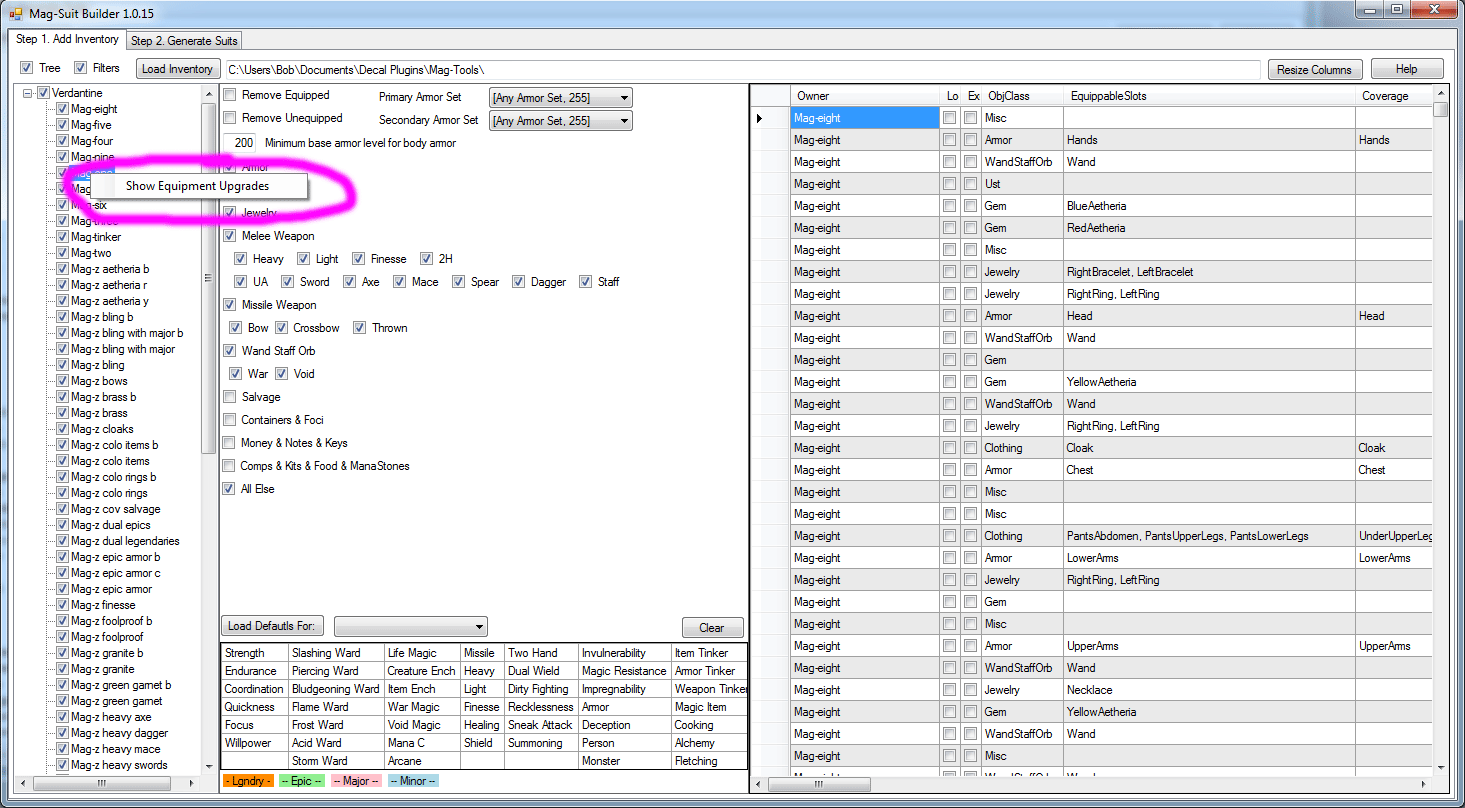 Mag-Suit Builder 1.0.15
Step 1. Add Inventory Step 2. Generate Suits
Tree Filters Load Inventory C:\Users\Bob\Documents\Decal Plugins\Mag-Tools\ Resize Columns Help
Verdantine
Mag-eight
Mag-five
Mag-four
Mag-nine
Mag-one
Mag
Mag-six
Mag-three
Mag-tinker
Mag-two
Mag-z aetheria b
Mag-z aetheria r
Mag-z aetheria y
Mag-z bling b
Mag-z bling with major b
Mag-z bling with major
Mag-z bling
Mag-z bows
Mag-z brass b
Mag-z brass
Mag-z cloaks
Mag-z colo items b
Mag-z colo items
Mag-z colo rings b
Mag-z colo rings
Mag-z cov salvage
Mag-z dual epics
Mag-z dual legendaries
Mag-z epic armor b
Mag-z epic armor c
Mag-z epic armor
Mag-z finesse
Mag-z foolproof b
Mag-z foolproof
Mag-z granite b
Mag-z granite
Mag-z green garnet b
Mag-z green garnet
Mag-z heavy axe
Mag-z heavy dagger
Mag-z heavy mace
Mag-z heavy swords
Show Equipment Upgrades
Remove Equipped Primary Armor Set [Any Armor Set, 255]
Remove Unequipped Secondary Armor Set [Any Armor Set, 255]
200 Minimum base armor level for body armor
Armor
Jewelry
Melee Weapon
Heavy Light Finesse 2H
UA Sword Axe Mace Spear Dagger Staff
Missile Weapon
Bow Crossbow Thrown
Wand Staff Orb
War Void
Salvage
Containers & Foci
Money & Notes & Keys
Comps & Kits & Food & ManaStones
All Else
Load Defautls For: Clear
Strength Slashing Ward Life Magic Missile Two Hand Invulnerability Item Tinker
Endurance Piercing Ward Creature Ench Heavy Dual Wield Magic Resistance Armor Tinker
Coordination Bludgeoning Ward Item Ench Light Dirty Fighting Impregnability Weapon Tinker
Quickness Flame Ward War Magic Finesse Recklessness Armor Magic Item
Focus Frost Ward Void Magic Healing Sneak Attack Deception Cooking
Willpower Acid Ward Mana C Shield Summoning Person Alchemy
Storm Ward Arcane Monster Fletching
- Lgndry - -- Epic -- -- Major -- -- Minor --
Owner Lo Ex ObjClass EquippableSlots Coverage
Mag-eight Misc
Mag-eight Armor Hands Hands
Mag-eight WandStaffOrb Wand
Mag-eight Ust
Mag-eight Gem BlueAetheria
Mag-eight Gem RedAetheria
Mag-eight Misc
Mag-eight Jewelry RightBracelet, LeftBracelet
Mag-eight Jewelry RightRing, LeftRing
Mag-eight Armor Head Head
Mag-eight WandStaffOrb Wand
Mag-eight Gem
Mag-eight Gem YellowAetheria
Mag-eight WandStaffOrb Wand
Mag-eight Jewelry RightRing, LeftRing
Mag-eight Clothing Cloak Cloak
Mag-eight Armor Chest Chest
Mag-eight Misc
Mag-eight Misc
Mag-eight Clothing PantsAbdomen, PantsUpperLegs, PantsLowerLegs UnderUpperLeg
Mag-eight Armor LowerArms LowerArms
Mag-eight Jewelry RightRing, LeftRing
Mag-eight Gem
Mag-eight Misc
Mag-eight Armor UpperArms UpperArms
Mag-eight WandStaffOrb Wand
Mag-eight Jewelry Necklace
Mag-eight Gem YellowAetheria
Mag-eight WandStaffOrb Wand
Mag-eight Misc
Mag-eight WandStaffOrb Wand